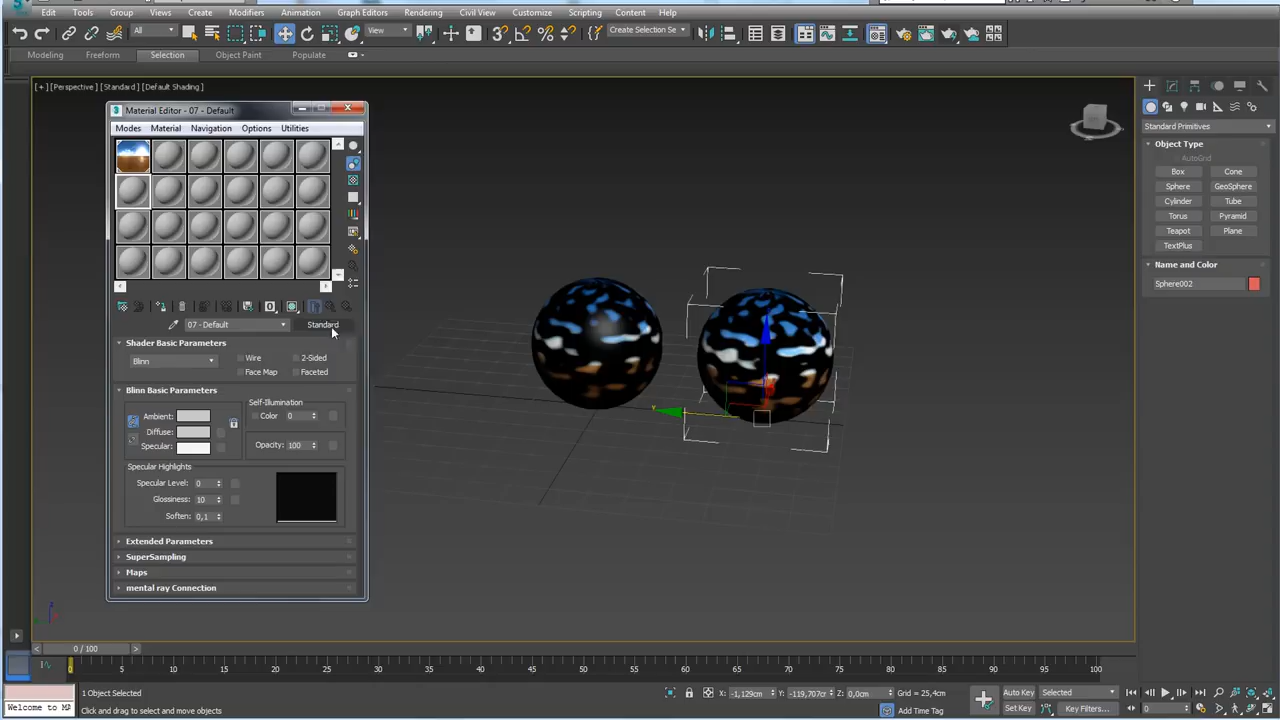 Edit Tools Group Views Create Modifiers Animation Graph Editors Rendering Civil View Customize Scripting Content Help
All View Create Selection Se
Modeling Freeform Selection Object Paint Populate
[+] [Perspective] [Standard] [Default Shading]
Material Editor - 07 - Default
Modes Material Navigation Options Utilities
07 - Default Standard
Shader Basic Parameters
Blinn Wire 2-Sided
Face Map Faceted
Blinn Basic Parameters
Self-Illumination
Ambient: Color 0
Diffuse:
Specular: Opacity: 100
Specular Highlights
Specular Level: 0
Glossiness: 10
Soften: 0,1
Extended Parameters
SuperSampling
Maps
mental ray Connection
Standard Primitives
Object Type
AutoGrid
Box Cone
Sphere GeoSphere
Cylinder Tube
Torus Pyramid
Teapot Plane
TextPlus
Name and Color
Sphere002
< 0 / 100 >
0 5 10 15 20 25 30 35 40 45 50 55 60 65 70 75 80 85 90 95 100
1 Object Selected X: -1,129cm Y: -119,707cm Z: 0,0cm Grid = 25,4cm Auto Key Selected
Welcome to MA Click and drag to select and move objects Add Time Tag Set Key Key Filters... 0